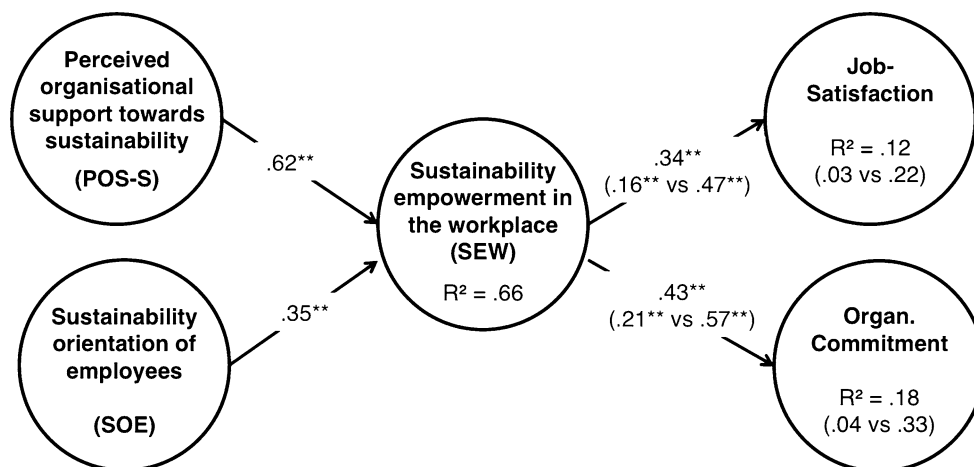 Perceived
organisational
support towards
sustainability
(POS-S)
.62**
Sustainability
orientation of
employees
(SOE)
.35**
Sustainability
empowerment in
the workplace
(SEW)
R² = .66
.34**
(.16** vs .47**)
.43**
(.21** vs .57**)
Job-
Satisfaction
R² = .12
(.03 vs .22)
Organ.
Commitment
R² = .18
(.04 vs .33)